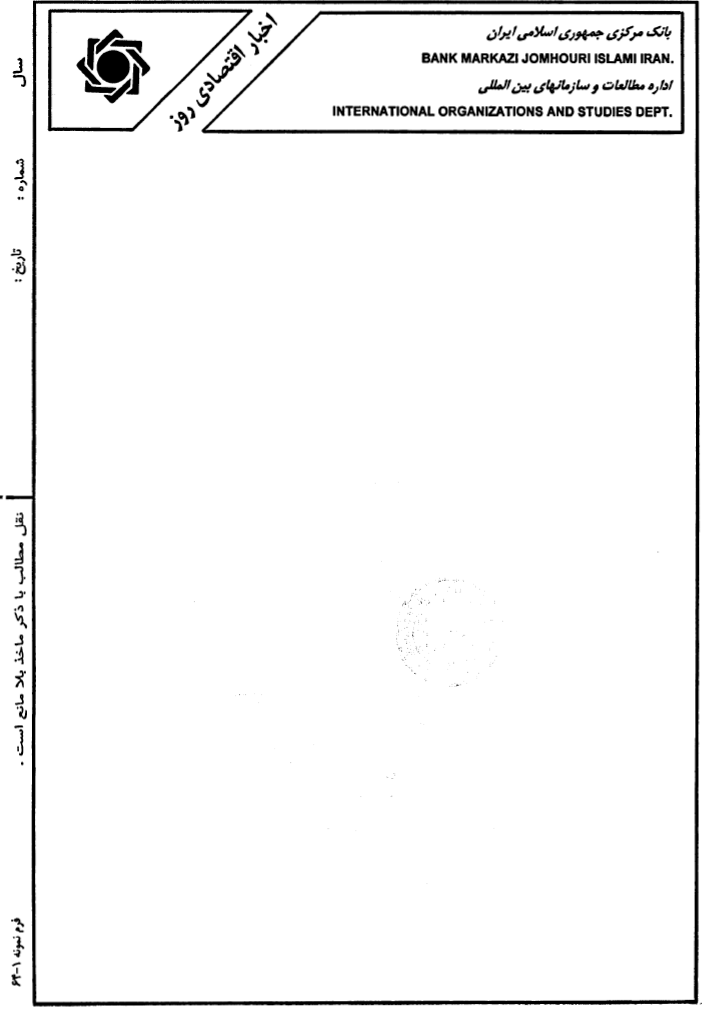 بانک مرکزی جمهوری اسلامی ایران
BANK MARKAZI JOMHOURI ISLAMI IRAN.
اداره مطالعات و سازمانهای بین المللی
INTERNATIONAL ORGANIZATIONS AND STUDIES DEPT.
اخبار اقتصادی روز
سال
شماره :
تاریخ :
نقل مطالب با ذکر ماخذ بلا مانع است .
فرم نمونه ۱-۶۴